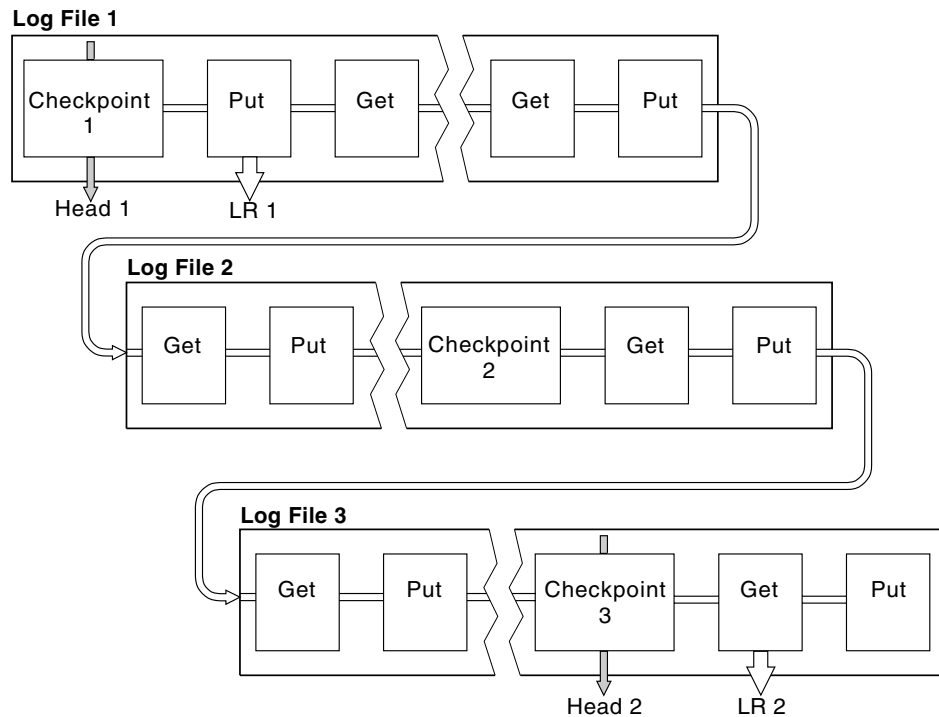 Log File 1
Checkpoint
1
Put
Get
Get
Put
Head 1
LR 1
Log File 2
Get
Put
Checkpoint
2
Get
Put
Log File 3
Get
Put
Checkpoint
3
Get
Put
Head 2
LR 2